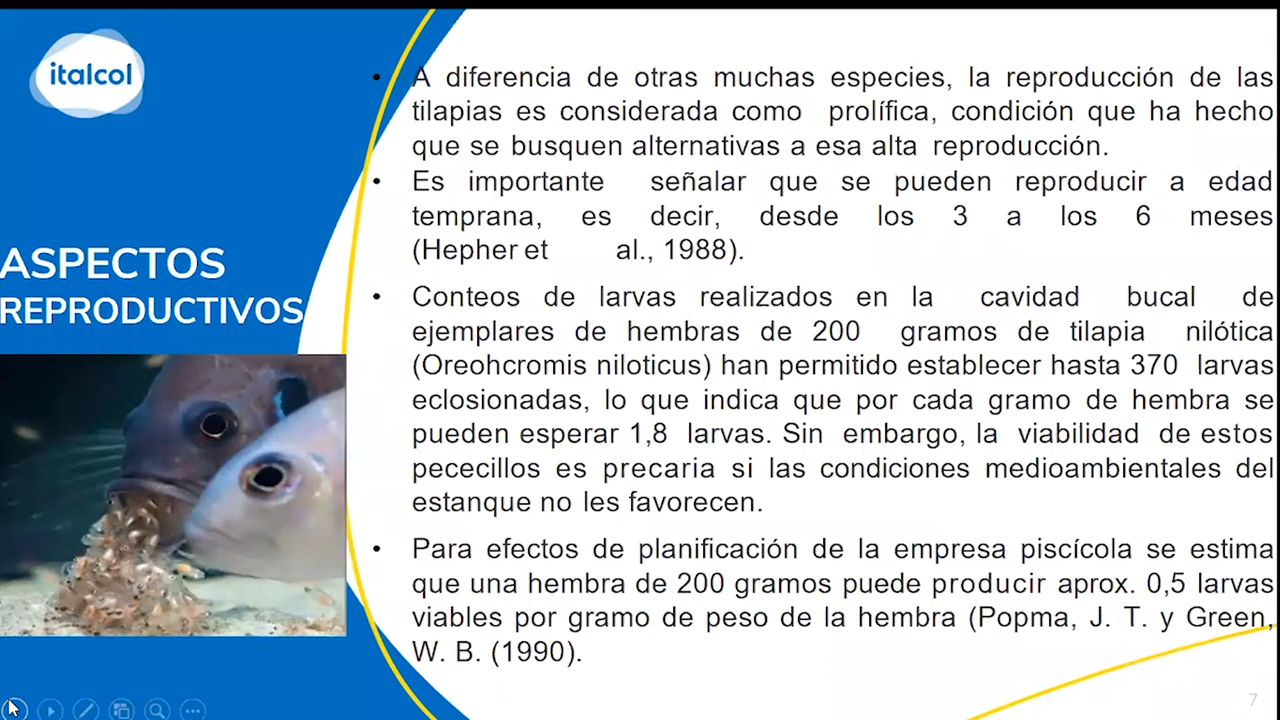 italcol
ASPECTOS
REPRODUCTIVOS
• A diferencia de otras muchas especies, la reproducción de las
tilapias es considerada como prolífica, condición que ha hecho
que se busquen alternativas a esa alta reproducción.
• Es importante señalar que se pueden reproducir a edad
temprana, es decir, desde los 3 a los 6 meses
(Hepher et al., 1988).
• Conteos de larvas realizados en la cavidad bucal de
ejemplares de hembras de 200 gramos de tilapia nilótica
(Oreohcromis niloticus) han permitido establecer hasta 370 larvas
eclosionadas, lo que indica que por cada gramo de hembra se
pueden esperar 1,8 larvas. Sin embargo, la viabilidad de estos
pececillos es precaria si las condiciones medioambientales del
estanque no les favorecen.
• Para efectos de planificación de la empresa piscícola se estima
que una hembra de 200 gramos puede producir aprox. 0,5 larvas
viables por gramo de peso de la hembra (Popma, J. T. y Green,
W. B. (1990).
7